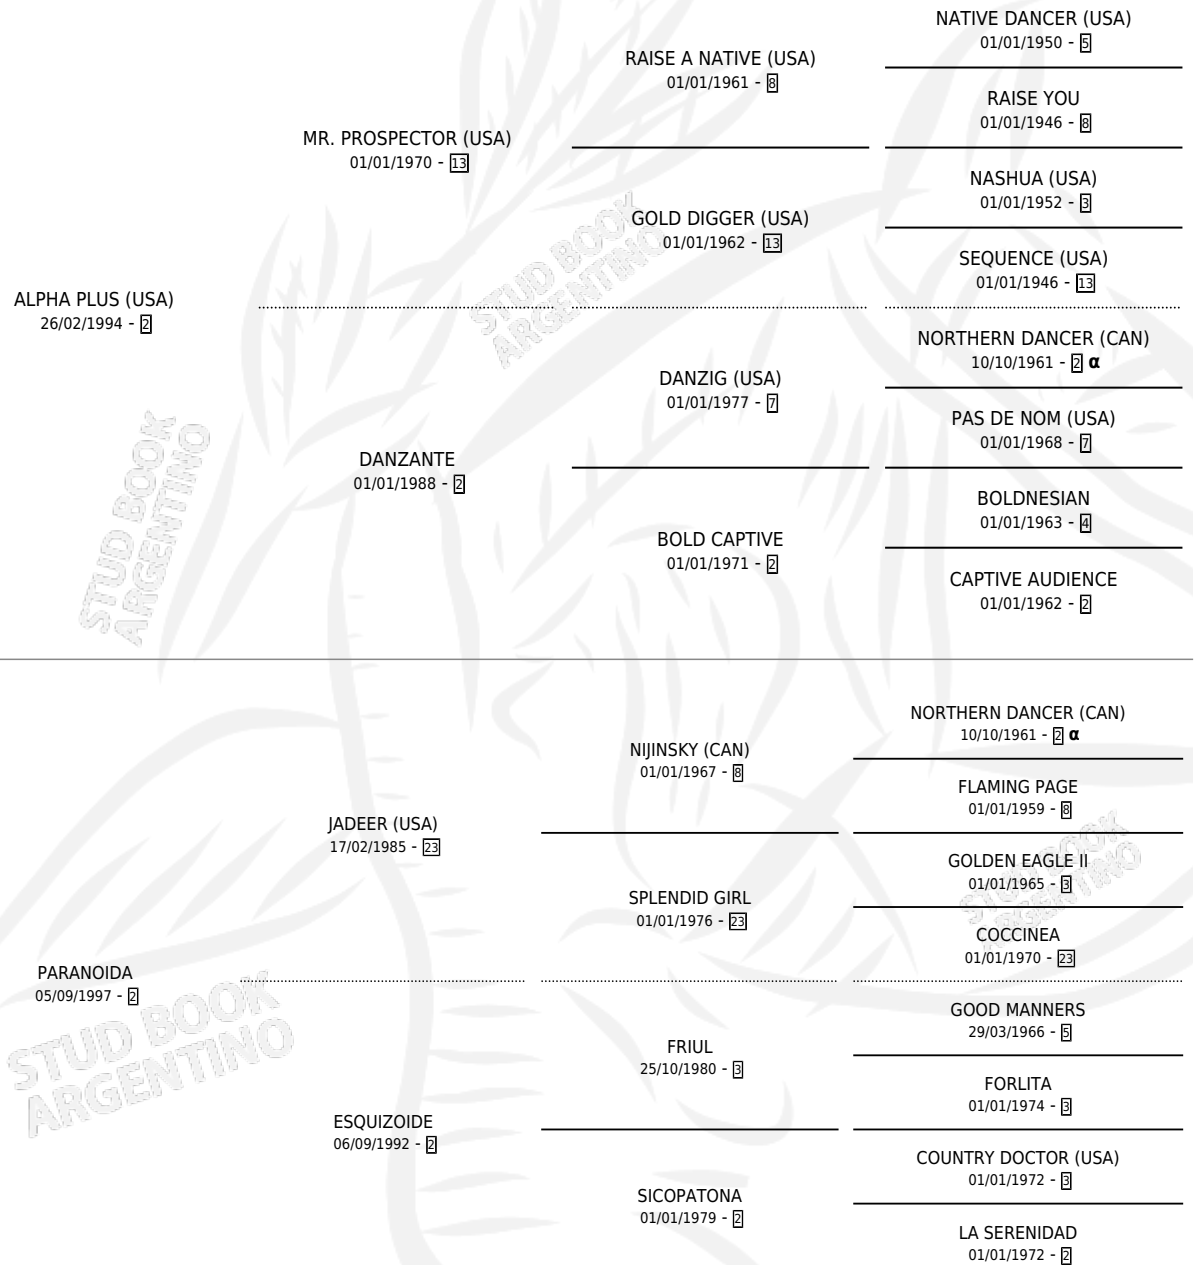 NATIVE DANCER (USA)
01/01/1950 - 5
RAISE A NATIVE (USA)
01/01/1961 - 8
RAISE YOU
01/01/1946 - 8
MR. PROSPECTOR (USA)
01/01/1970 - 13
NASHUA (USA)
01/01/1952 - 3
GOLD DIGGER (USA)
01/01/1962 - 13
SEQUENCE (USA)
01/01/1946 - 13
STUD BOOK
ARGENTINO
ALPHA PLUS (USA)
26/02/1994 - 2
NORTHERN DANCER (CAN)
10/10/1961 - 2 α
DANZIG (USA)
01/01/1977 - 7
PAS DE NOM (USA)
01/01/1968 - 7
DANZANTE
01/01/1988 - 2
BOLDNESIAN
01/01/1963 - 4
BOLD CAPTIVE
01/01/1971 - 2
CAPTIVE AUDIENCE
01/01/1962 - 2
STUD BOOK
ARGENTINO
NORTHERN DANCER (CAN)
10/10/1961 - 2 α
NIJINSKY (CAN)
01/01/1967 - 8
FLAMING PAGE
01/01/1959 - 8
JADEER (USA)
17/02/1985 - 23
GOLDEN EAGLE II
01/01/1965 - 3
SPLENDID GIRL
01/01/1976 - 23
COCCINEA
01/01/1970 - 23
STUD BOOK
ARGENTINO
PARANOIDA
05/09/1997 - 2
GOOD MANNERS
29/03/1966 - 5
FRIUL
25/10/1980 - 3
FORLITA
01/01/1974 - 3
STUD BOOK
ARGENTINO
ESQUIZOIDE
06/09/1992 - 2
COUNTRY DOCTOR (USA)
01/01/1972 - 3
SICOPATONA
01/01/1979 - 2
LA SERENIDAD
01/01/1972 - 2